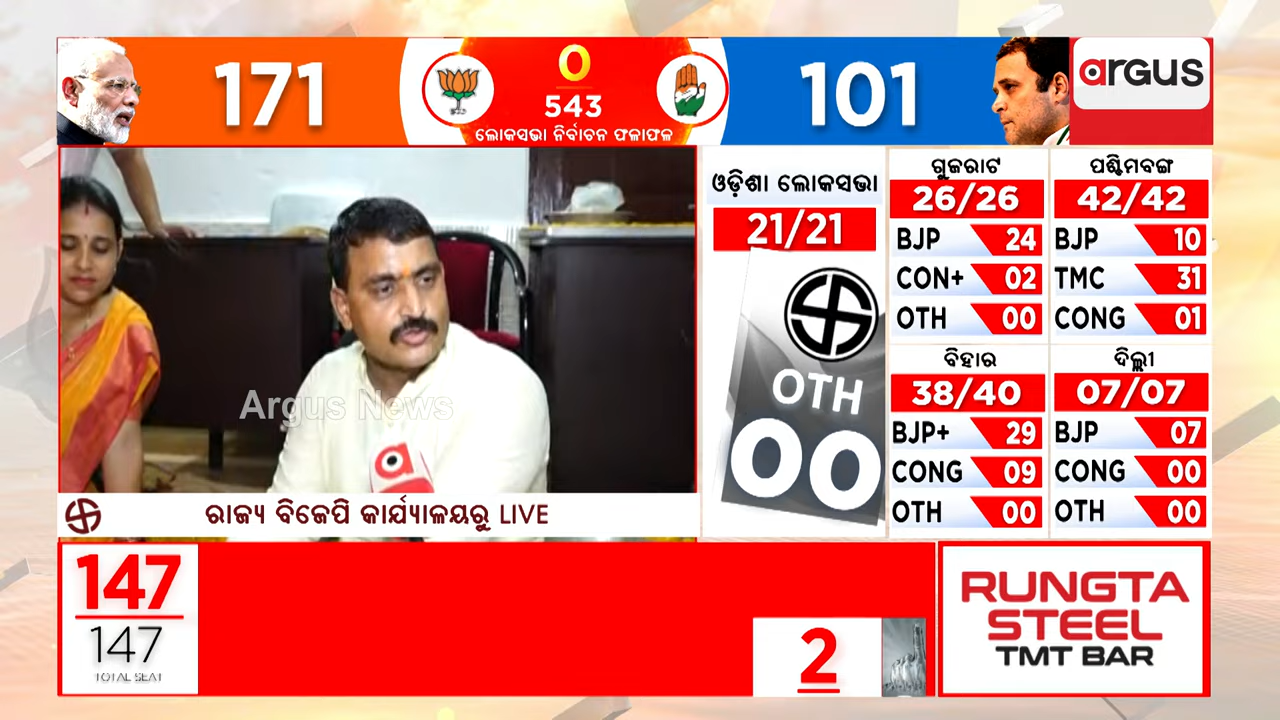 171
0
543
ଲୋକସଭା ନିର୍ବାଚନ ଫଳାଫଳ
101
argus
Argus News
ରାଜ୍ୟ ବିଜେପି କାର୍ଯ୍ୟାଳୟରୁ LIVE
ଓଡ଼ିଶା ଲୋକସଭା
21/21
OTH
00
ଗୁଜରାଟ
26/26
BJP 24
CON+ 02
OTH 00
ପଶ୍ଚିମବଙ୍ଗ
42/42
BJP 10
TMC 31
CONG 01
ବିହାର
38/40
BJP+ 29
CONG 09
OTH 00
ଦିଲ୍ଲୀ
07/07
BJP 07
CONG 00
OTH 00
147
147
TOTAL SEAT
2
RUNGTA
STEEL
TMT BAR